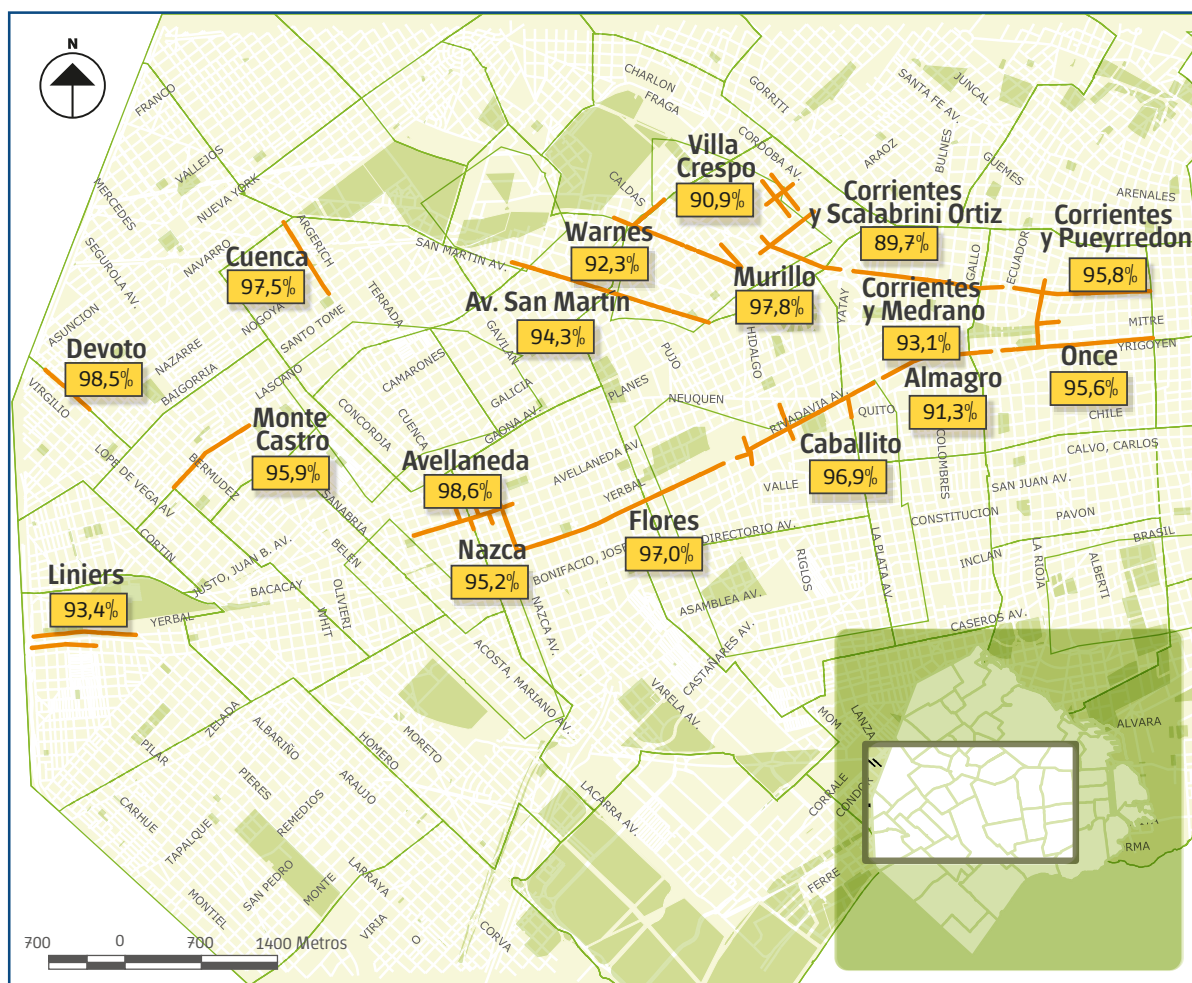 N
FRANCO
VALLEJOS
MERCEDES
NUEVA YORK
SEGUROLA AV.
NAVARRO
ARGERICH
ASUNCION
NAZARRE
NOGOYA
SANTO TOME
TERRADA
BAIGORRIA
LASCANO
VIRGILIO
LOPE DE VEGA AV
BERMUDEZ
CORTIN
JUSTO, JUAN B. AV.
SANABRIA
BELEN
BACACAY
OLIVIERI
WHIT
YERBAL
CONCORDIA
CUENCA
CAMARONES
GAVILAN
GALICIA
GAONA AV.
SAN MARTIN AV.
CHARLON
FRAGA
GORRITI
CORDOBA AV.
CALDAS
SANTA FE AV.
JUNCAL
ARAOZ
BULNES
GUEMES
ARENALES
GALLO
ECUADOR
YATAY
HIDALGO
PUJO
PLANES
NEUQUEN
AVELLANEDA AV.
YERBAL
RIVADAVIA AV.
QUITO
MITRE
YRIGOYEN
CHILE
CALVO, CARLOS
COLOMBRES
SAN JUAN AV.
VALLE
CONSTITUCION
PAVON
DIRECTORIO AV.
BONIFACIO, JOSE
RIGLOS
LA PLATA AV.
INCLAN
LA RIOJA
ALBERTI
BRASIL
ASAMBLEA AV.
CASEROS AV.
NAZCA AV.
CASTAÑARES AV.
ACOSTA, MARIANO AV.
VARELA AV.
MOM
LANZA
ALVARA
CORRALE
CONDOR
RMA
FERRE
LACARRA AV.
ZELADA
ALBARIÑO
HOMERO
MORETO
PILAR
PIERES
ARAUJO
REMEDIOS
CARHUE
TAPALQUE
SAN PEDRO
MONTE
LARRAYA
MONTIEL
VIRIA
O
CORVA
Villa
Crespo
90,9%
Corrientes
y Scalabrini Ortiz
89,7%
Corrientes
y Pueyrredon
95,8%
Warnes
92,3%
Cuenca
97,5%
Murillo
97,8%
Av. San Martín
94,3%
Corrientes
y Medrano
93,1%
Devoto
98,5%
Once
95,6%
Almagro
91,3%
Monte
Castro
95,9%
Avellaneda
98,6%
Caballito
96,9%
Flores
97,0%
Nazca
95,2%
Liniers
93,4%
700 0 700 1400 Metros